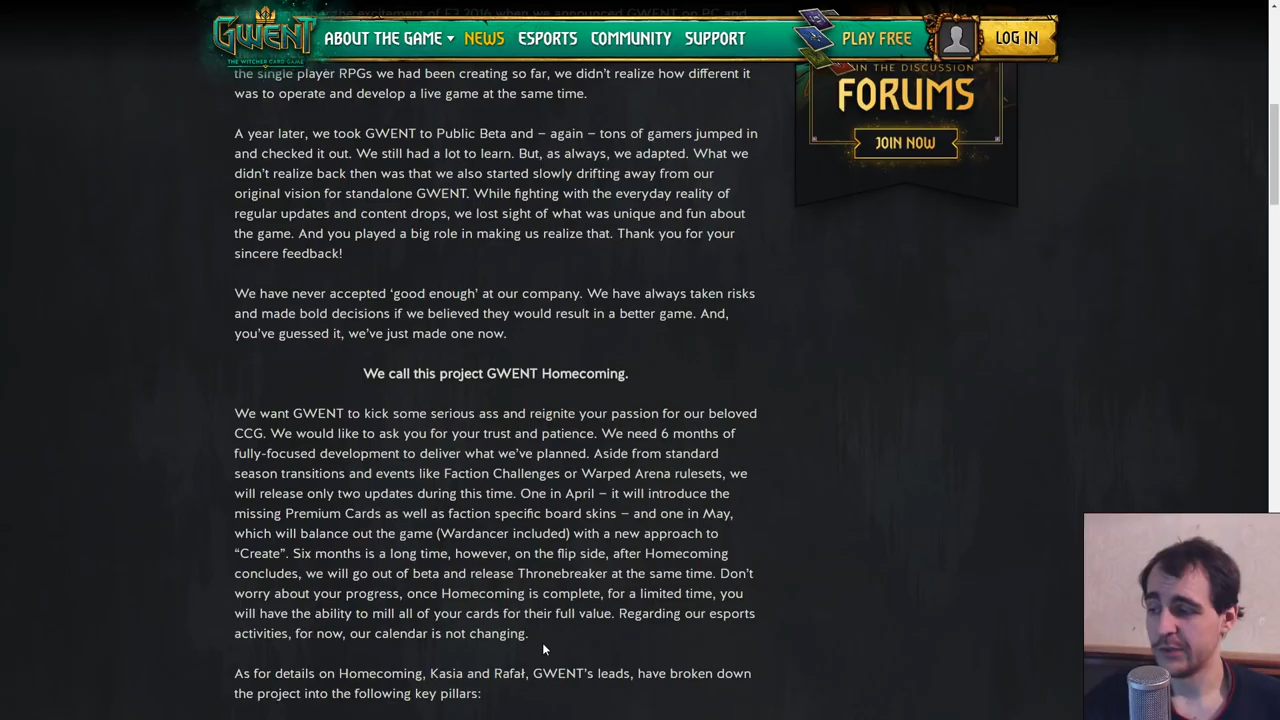 GWENT
THE WITCHER CARD GAME
ABOUT THE GAME
NEWS
ESPORTS
COMMUNITY
SUPPORT
PLAY FREE
LOG IN
the single player RPGs we had been creating so far, we didn't realize how different it
was to operate and develop a live game at the same time.
A year later, we took GWENT to Public Beta and – again – tons of gamers jumped in
and checked it out. We still had a lot to learn. But, as always, we adapted. What we
didn't realize back then was that we also started slowly drifting away from our
original vision for standalone GWENT. While fighting with the everyday reality of
regular updates and content drops, we lost sight of what was unique and fun about
the game. And you played a big role in making us realize that. Thank you for your
sincere feedback!
We have never accepted 'good enough' at our company. We have always taken risks
and made bold decisions if we believed they would result in a better game. And,
you've guessed it, we've just made one now.
We call this project GWENT Homecoming.
We want GWENT to kick some serious ass and reignite your passion for our beloved
CCG. We would like to ask you for your trust and patience. We need 6 months of
fully-focused development to deliver what we've planned. Aside from standard
season transitions and events like Faction Challenges or Warped Arena rulesets, we
will release only two updates during this time. One in April – it will introduce the
missing Premium Cards as well as faction specific board skins – and one in May,
which will balance out the game (Wardancer included) with a new approach to
“Create”. Six months is a long time, however, on the flip side, after Homecoming
concludes, we will go out of beta and release Thronebreaker at the same time. Don't
worry about your progress, once Homecoming is complete, for a limited time, you
will have the ability to mill all of your cards for their full value. Regarding our esports
activities, for now, our calendar is not changing.
As for details on Homecoming, Kasia and Rafał, GWENT's leads, have broken down
the project into the following key pillars:
IN THE DISCUSSION
FORUMS
JOIN NOW